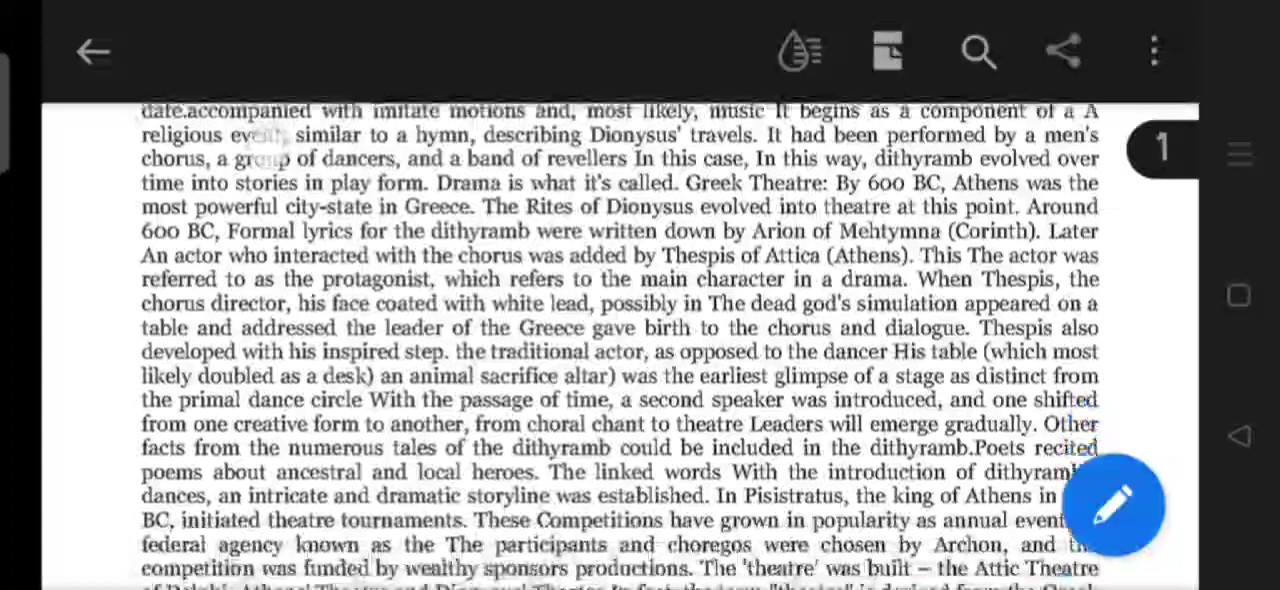 date.accompanied with imitate motions and, most likely, music It begins as a component of a A
1
religious similar to a hymn, describing Dionysus' travels. It had been performed by a men's
chorus, a group of dancers, and a band of revellers In this case, In this way, dithyramb evolved over
time into stories in play form. Drama is what it's called. Greek Theatre: By 600 BC, Athens was the
most powerful city-state in Greece. The Rites of Dionysus evolved into theatre at this point. Around
600 BC, Formal lyrics for the dithyramb were written down by Arion of Mehtymna (Corinth). Later
An actor who interacted with the chorus was added by Thespis of Attica (Athens). This The actor was
referred to as the protagonist, which refers to the main character in a drama. When Thespis, the
chorus director, his face coated with white lead, possibly in The dead god's simulation appeared on a
table and addressed the leader of the Greece gave birth to the chorus and dialogue. Thespis also
developed with his inspired step. the traditional actor, as opposed to the dancer His table (which most
likely doubled as a desk) an animal sacrifice altar) was the earliest glimpse of a stage as distinct from
the primal dance circle With the passage of time, a second speaker was introduced, and one shifted
from one creative form to another, from choral chant to theatre Leaders will emerge gradually. Other
facts from the numerous tales of the dithyramb could be included in the dithyramb.Poets recited
poems about ancestral and local heroes. The linked words With the introduction of
dances, an intricate and dramatic storyline was established. In Pisistratus, the king of Athens in
BC, initiated theatre tournaments. These Competitions have grown in popularity as annual
federal agency known as the The participants and choregos were chosen by Archon, and
competition was funded by wealthy sponsors productions. The 'theatre' was built – the Attic Theatre